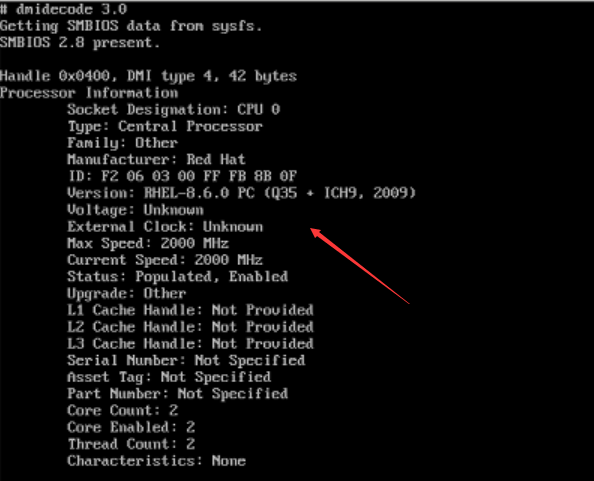 # dmidecode 3.0
Getting SMBIOS data from sysfs.
SMBIOS 2.8 present.
Handle 0x0400, DMI type 4, 42 bytes
Processor Information
Socket Designation: CPU 0
Type: Central Processor
Family: Other
Manufacturer: Red Hat
ID: F2 06 03 00 FF FB 8B 0F
Version: RHEL-8.6.0 PC (Q35 + ICH9, 2009)
Voltage: Unknown
External Clock: Unknown
Max Speed: 2000 MHz
Current Speed: 2000 MHz
Status: Populated, Enabled
Upgrade: Other
L1 Cache Handle: Not Provided
L2 Cache Handle: Not Provided
L3 Cache Handle: Not Provided
Serial Number: Not Specified
Asset Tag: Not Specified
Part Number: Not Specified
Core Count: 2
Core Enabled: 2
Thread Count: 2
Characteristics: None